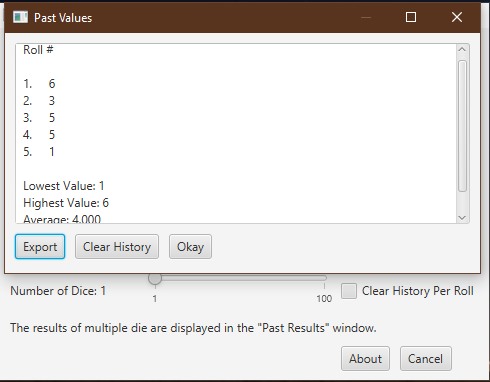 Past Values
Roll #
1. 6
2. 3
3. 5
4. 5
5. 1
Lowest Value: 1
Highest Value: 6
Average: 4.000
Export Clear History Okay
Number of Dice: 1 1 100 Clear History Per Roll
The results of multiple die are displayed in the "Past Results" window.
About Cancel